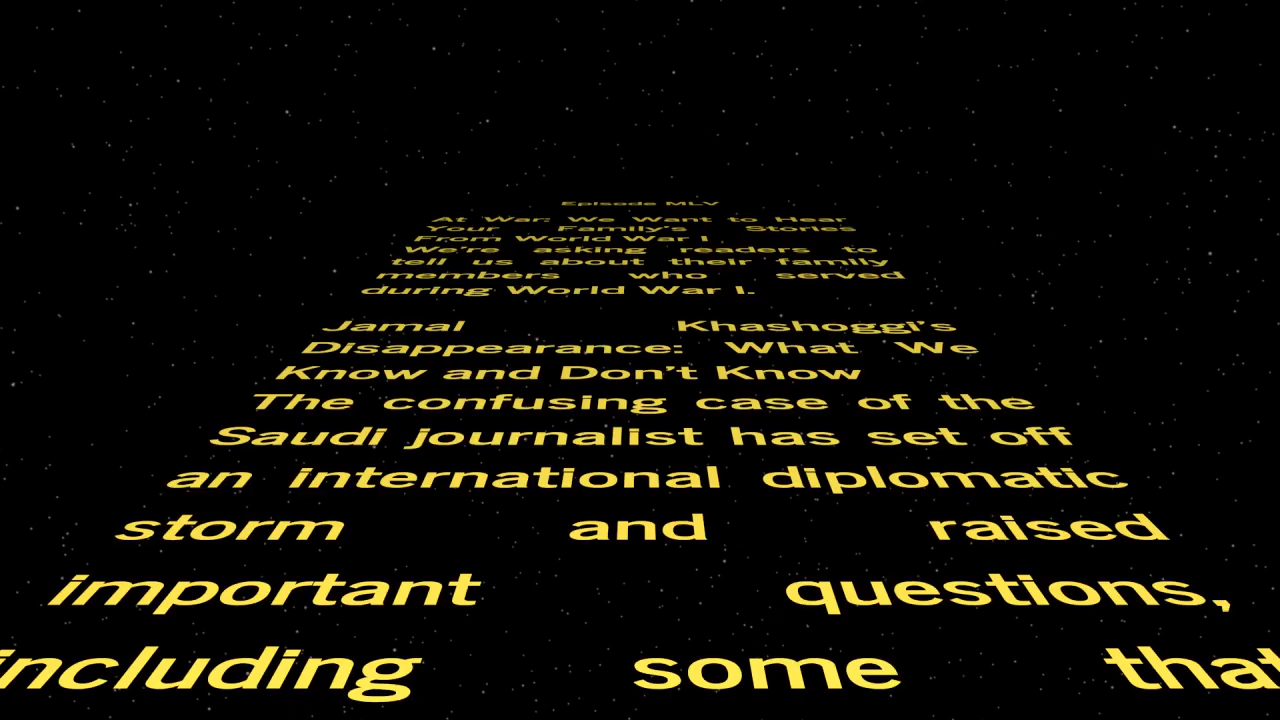 Episode MLV
At War: We Want to Hear
Your Family's Stories
From World War I
We're asking readers to
tell us about their family
members who served
during World War I.
Jamal Khashoggi's
Disappearance: What We
Know and Don't Know
The confusing case of the
Saudi journalist has set off
an international diplomatic
storm and raised
important questions,
including some that